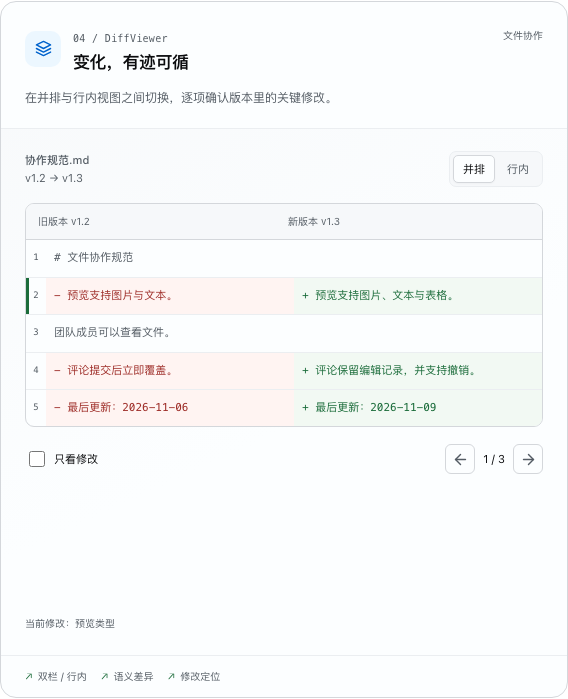 04 / DiffViewer
文件协作
变化，有迹可循
在并排与行内视图之间切换，逐项确认版本里的关键修改。
协作规范.md
v1.2 → v1.3
并排 行内
旧版本 v1.2 新版本 v1.3
1 # 文件协作规范
2 − 预览支持图片与文本。 + 预览支持图片、文本与表格。
3 团队成员可以查看文件。
4 − 评论提交后立即覆盖。 + 评论保留编辑记录，并支持撤销。
5 − 最后更新：2026-11-06 + 最后更新：2026-11-09
只看修改
1 / 3
当前修改：预览类型
↗ 双栏 / 行内 ↗ 语义差异 ↗ 修改定位